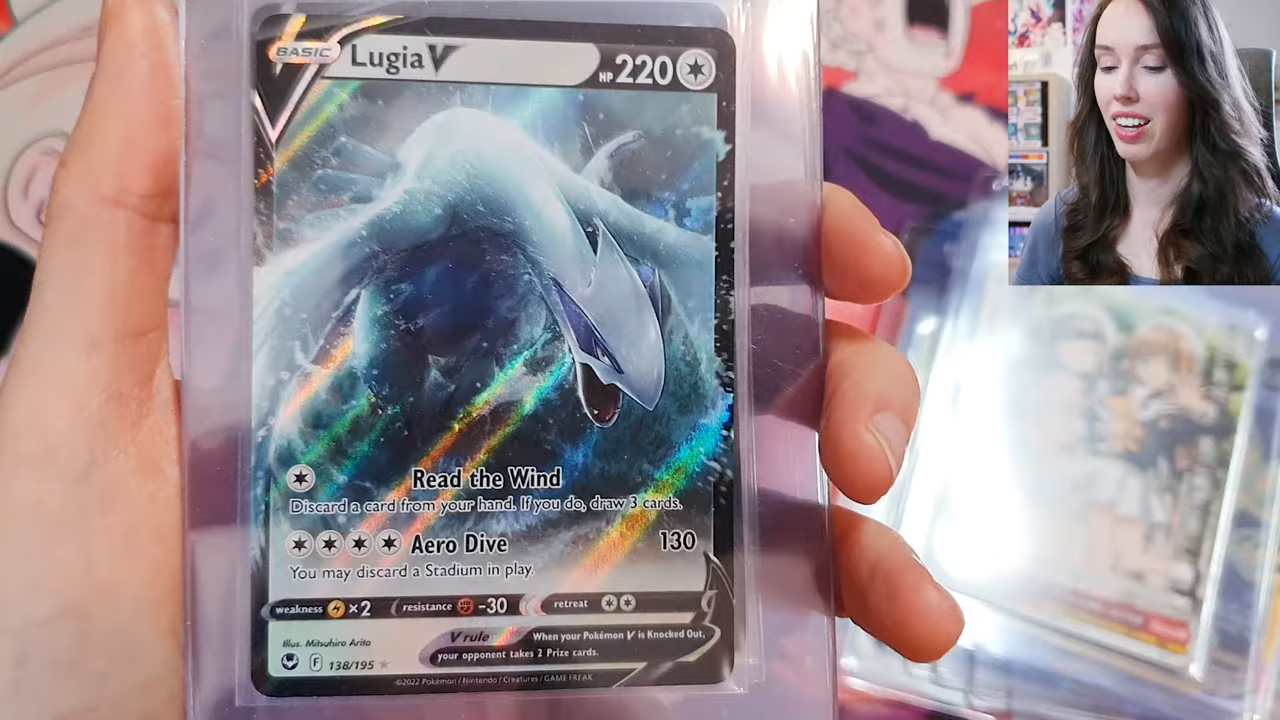 BASIC Lugia V HP 220
Read the Wind
Discard a card from your hand. If you do, draw 3 cards.
Aero Dive 130
You may discard a Stadium in play.
weakness ×2 resistance -30 retreat
Illus. Mitsuhiro Arita
V rule When your Pokémon V is Knocked Out, your opponent takes 2 Prize cards.
F 138/195
©2022 Pokémon / Nintendo / Creatures / GAME FREAK